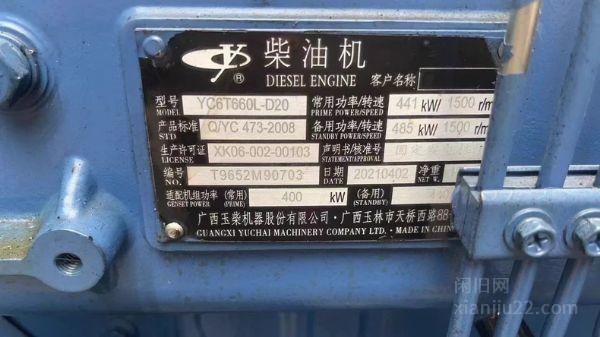 柴油机
® DIESEL ENGINE 客户名称
型号 YC6T660L-D20 常用功率/转速 441 kW/ 1500 r/m
MODEL PRIME POWER/SPEED
产品标准 Q/YC 473-2008 备用功率/转速 485 kW/ 1500 r/m
STD STANDBY POWER/SPEED
生产许可证 XK06-002-00103 声明书/核准号
LICENSE STATEMENT/APPROVAL
编号 T9652M90703 日期 20210402 净重
NO. DATE NET W.
适配机组功率 (常用) 400 kW (备用)
GENSET POWER (PRIME) (STANDBY)
广西玉柴机器股份有限公司·广西玉林市天桥西路88
GUANGXI YUCHAI MACHINERY COMPANY LTD. · MADE IN CHIN
闲旧网
xianjiu22.com